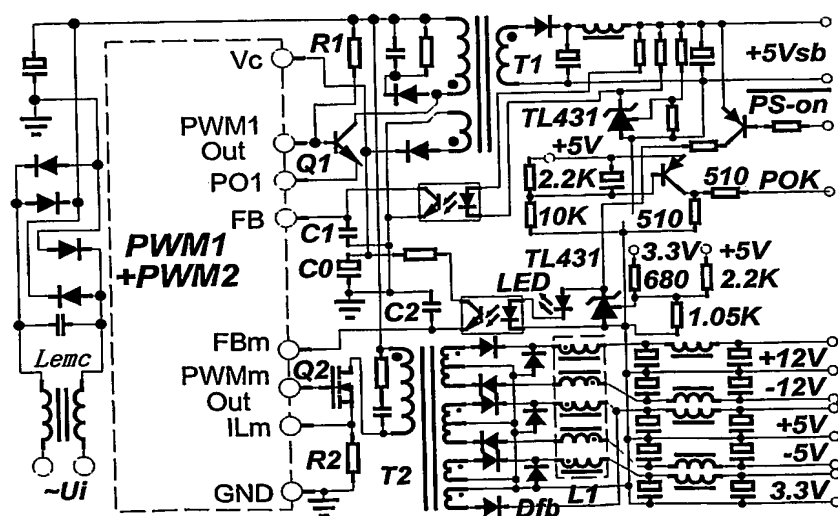 Vc
R1
T1
+5Vsb
PWM1
Out
Q1
TL431
PS-on
+5V
PO1
2.2K
510
POK
FB
10K
510
C1
PWM1
+PWM2
C0
TL431
3.3V
+5V
LED
680
2.2K
C2
1.05K
Lemc
FBm
PWMm
Out
Q2
+12V
-12V
ILm
+5V
R2
T2
-5V
~Ui
GND
Dfb
L1
3.3V